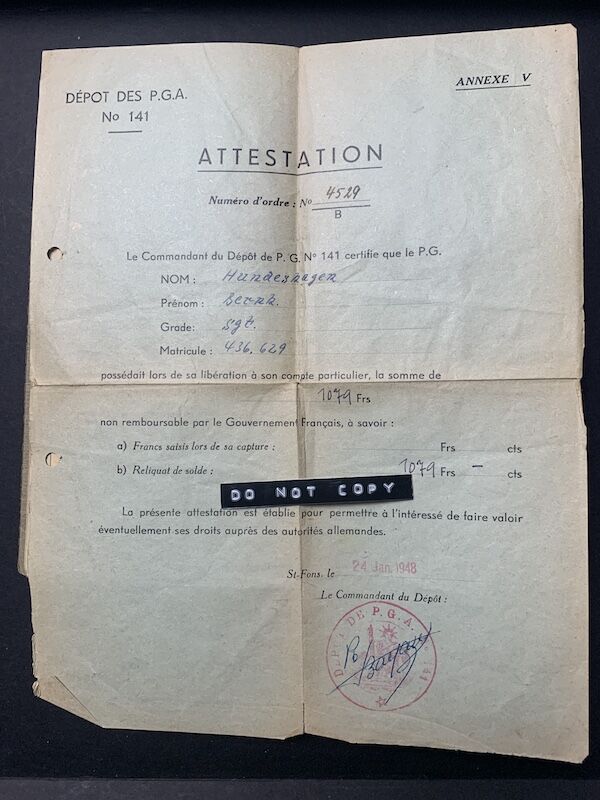 DÉPOT DES P.G.A.
No 141
ANNEXE V
ATTESTATION
Numéro d'ordre : No 4529
B
Le Commandant du Dépôt de P. G. No 141 certifie que le P.G.
NOM : Hundeshagen
Prénom :
Grade: Sgt.
Matricule : 436.629
possédait lors de sa libération à son compte particulier, la somme de
1079 Frs
non remboursable par le Gouvernement Français, à savoir :
a) Francs saisis lors de sa capture : Frs cts
b) Reliquat de solde : 1079 Frs — cts
DO NOT COPY
La présente attestation est établie pour permettre à l'intéressé de faire valoir
éventuellement ses droits auprès des autorités allemandes.
St-Fons, le 24 Jan. 1948
Le Commandant du Dépôt :
DEPOT DE P.G.A. No 141